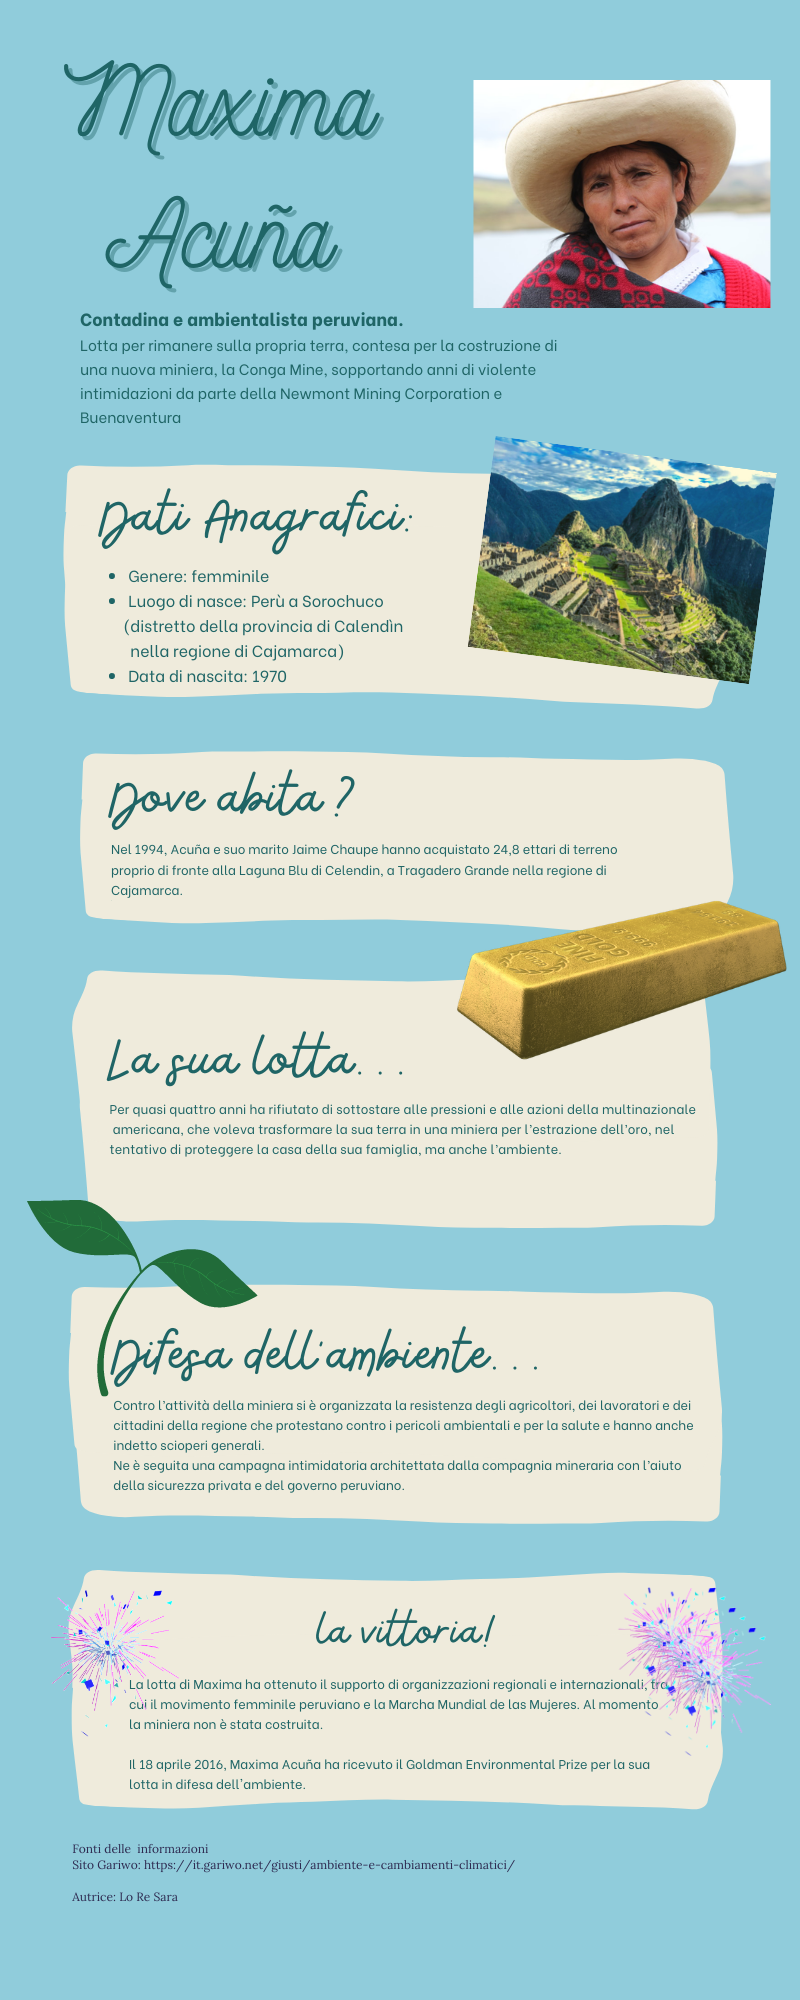 Maxima
Acuña
Contadina e ambientalista peruviana.
Lotta per rimanere sulla propria terra, contesa per la costruzione di
una nuova miniera, la Conga Mine, sopportando anni di violente
intimidazioni da parte della Newmont Mining Corporation e
Buenaventura
Dati Anagrafici:
• Genere: femminile
• Luogo di nasce: Perù a Sorochuco
(distretto della provincia di Calendìn
nella regione di Cajamarca)
• Data di nascita: 1970
Dove abita ?
Nel 1994, Acuña e suo marito Jaime Chaupe hanno acquistato 24,8 ettari di terreno
proprio di fronte alla Laguna Blu di Celendin, a Tragadero Grande nella regione di
Cajamarca.
FINE
GOLD
999.9
La sua lotta...
Per quasi quattro anni ha rifiutato di sottostare alle pressioni e alle azioni della multinazionale
americana, che voleva trasformare la sua terra in una miniera per l'estrazione dell'oro, nel
tentativo di proteggere la casa della sua famiglia, ma anche l'ambiente.
Difesa dell'ambiente...
Contro l'attività della miniera si è organizzata la resistenza degli agricoltori, dei lavoratori e dei
cittadini della regione che protestano contro i pericoli ambientali e per la salute e hanno anche
indetto scioperi generali.
Ne è seguita una campagna intimidatoria architettata dalla compagnia mineraria con l'aiuto
della sicurezza privata e del governo peruviano.
la vittoria!
La lotta di Maxima ha ottenuto il supporto di organizzazioni regionali e internazionali, tra
cui il movimento femminile peruviano e la Marcha Mundial de las Mujeres. Al momento
la miniera non è stata costruita.
Il 18 aprile 2016, Maxima Acuña ha ricevuto il Goldman Environmental Prize per la sua
lotta in difesa dell'ambiente.
Fonti delle informazioni
Sito Gariwo: https://it.gariwo.net/giusti/ambiente-e-cambiamenti-climatici/
Autrice: Lo Re Sara